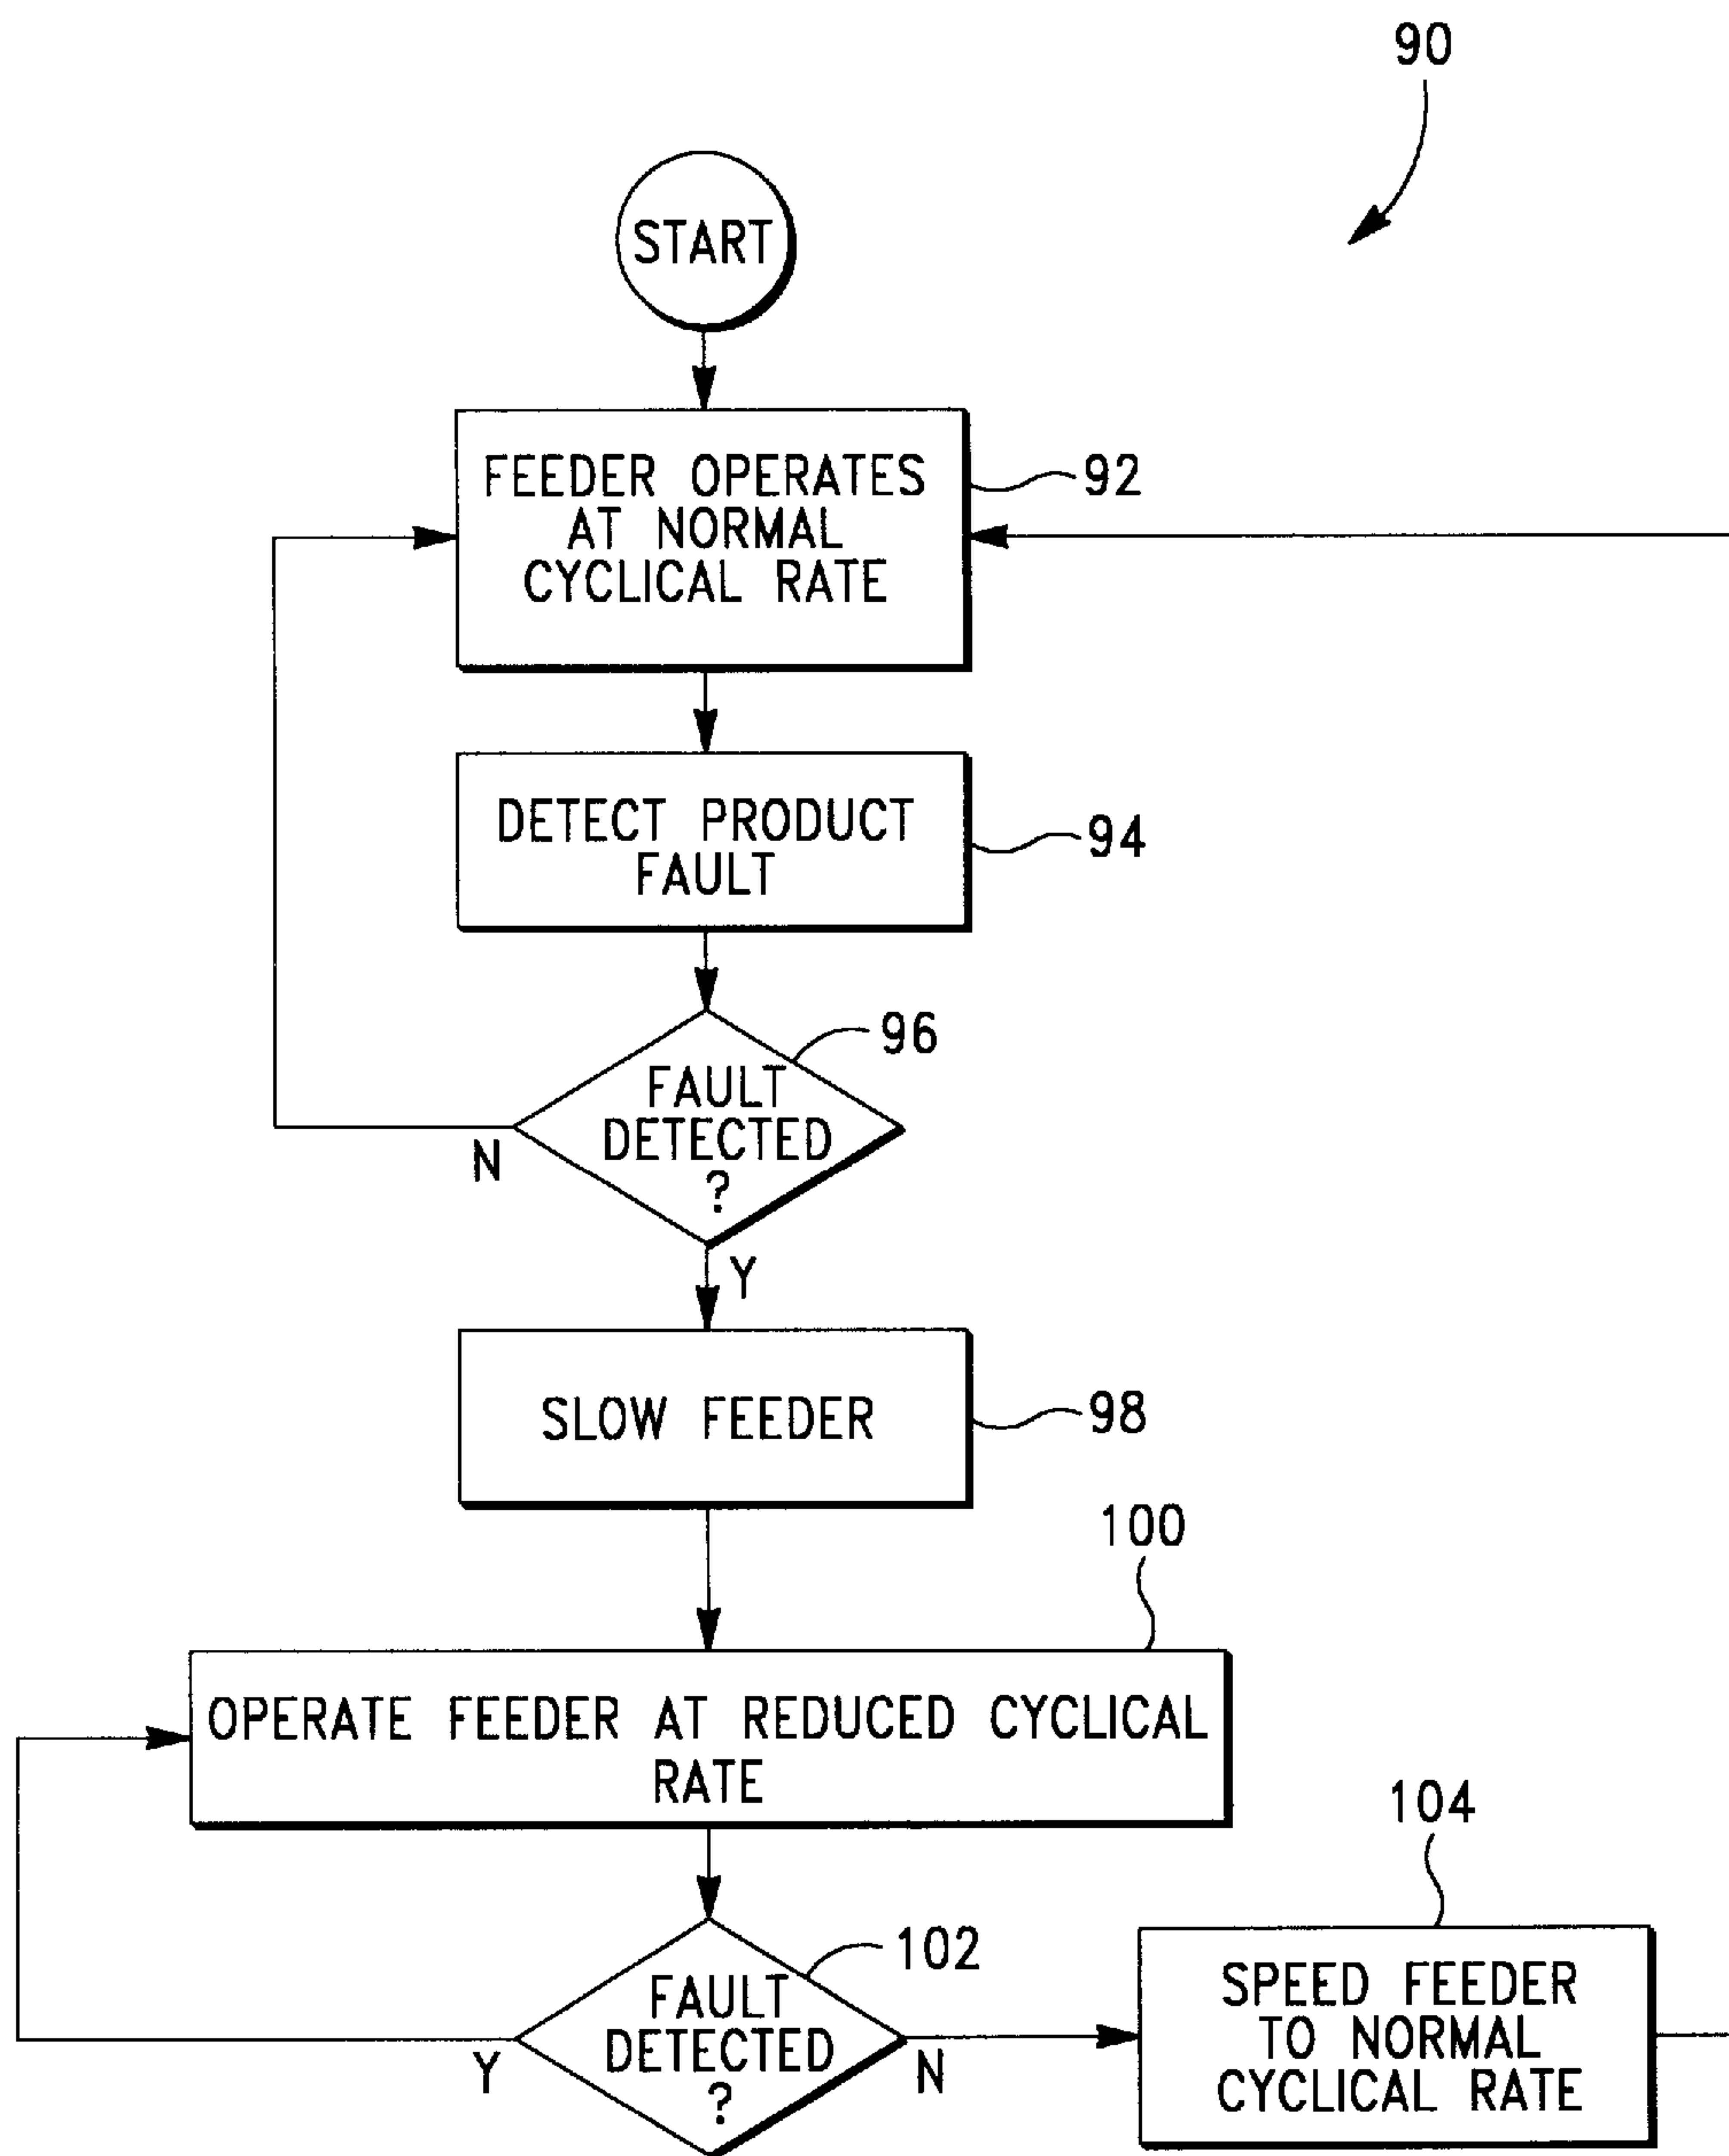 90
START
FEEDER OPERATES
AT NORMAL
CYCLICAL RATE
92
DETECT PRODUCT
FAULT
94
96
FAULT
DETECTED
?
N
Y
SLOW FEEDER
98
100
OPERATE FEEDER AT REDUCED CYCLICAL
RATE
104
102
FAULT
DETECTED
?
Y
N
SPEED FEEDER
TO NORMAL
CYCLICAL RATE